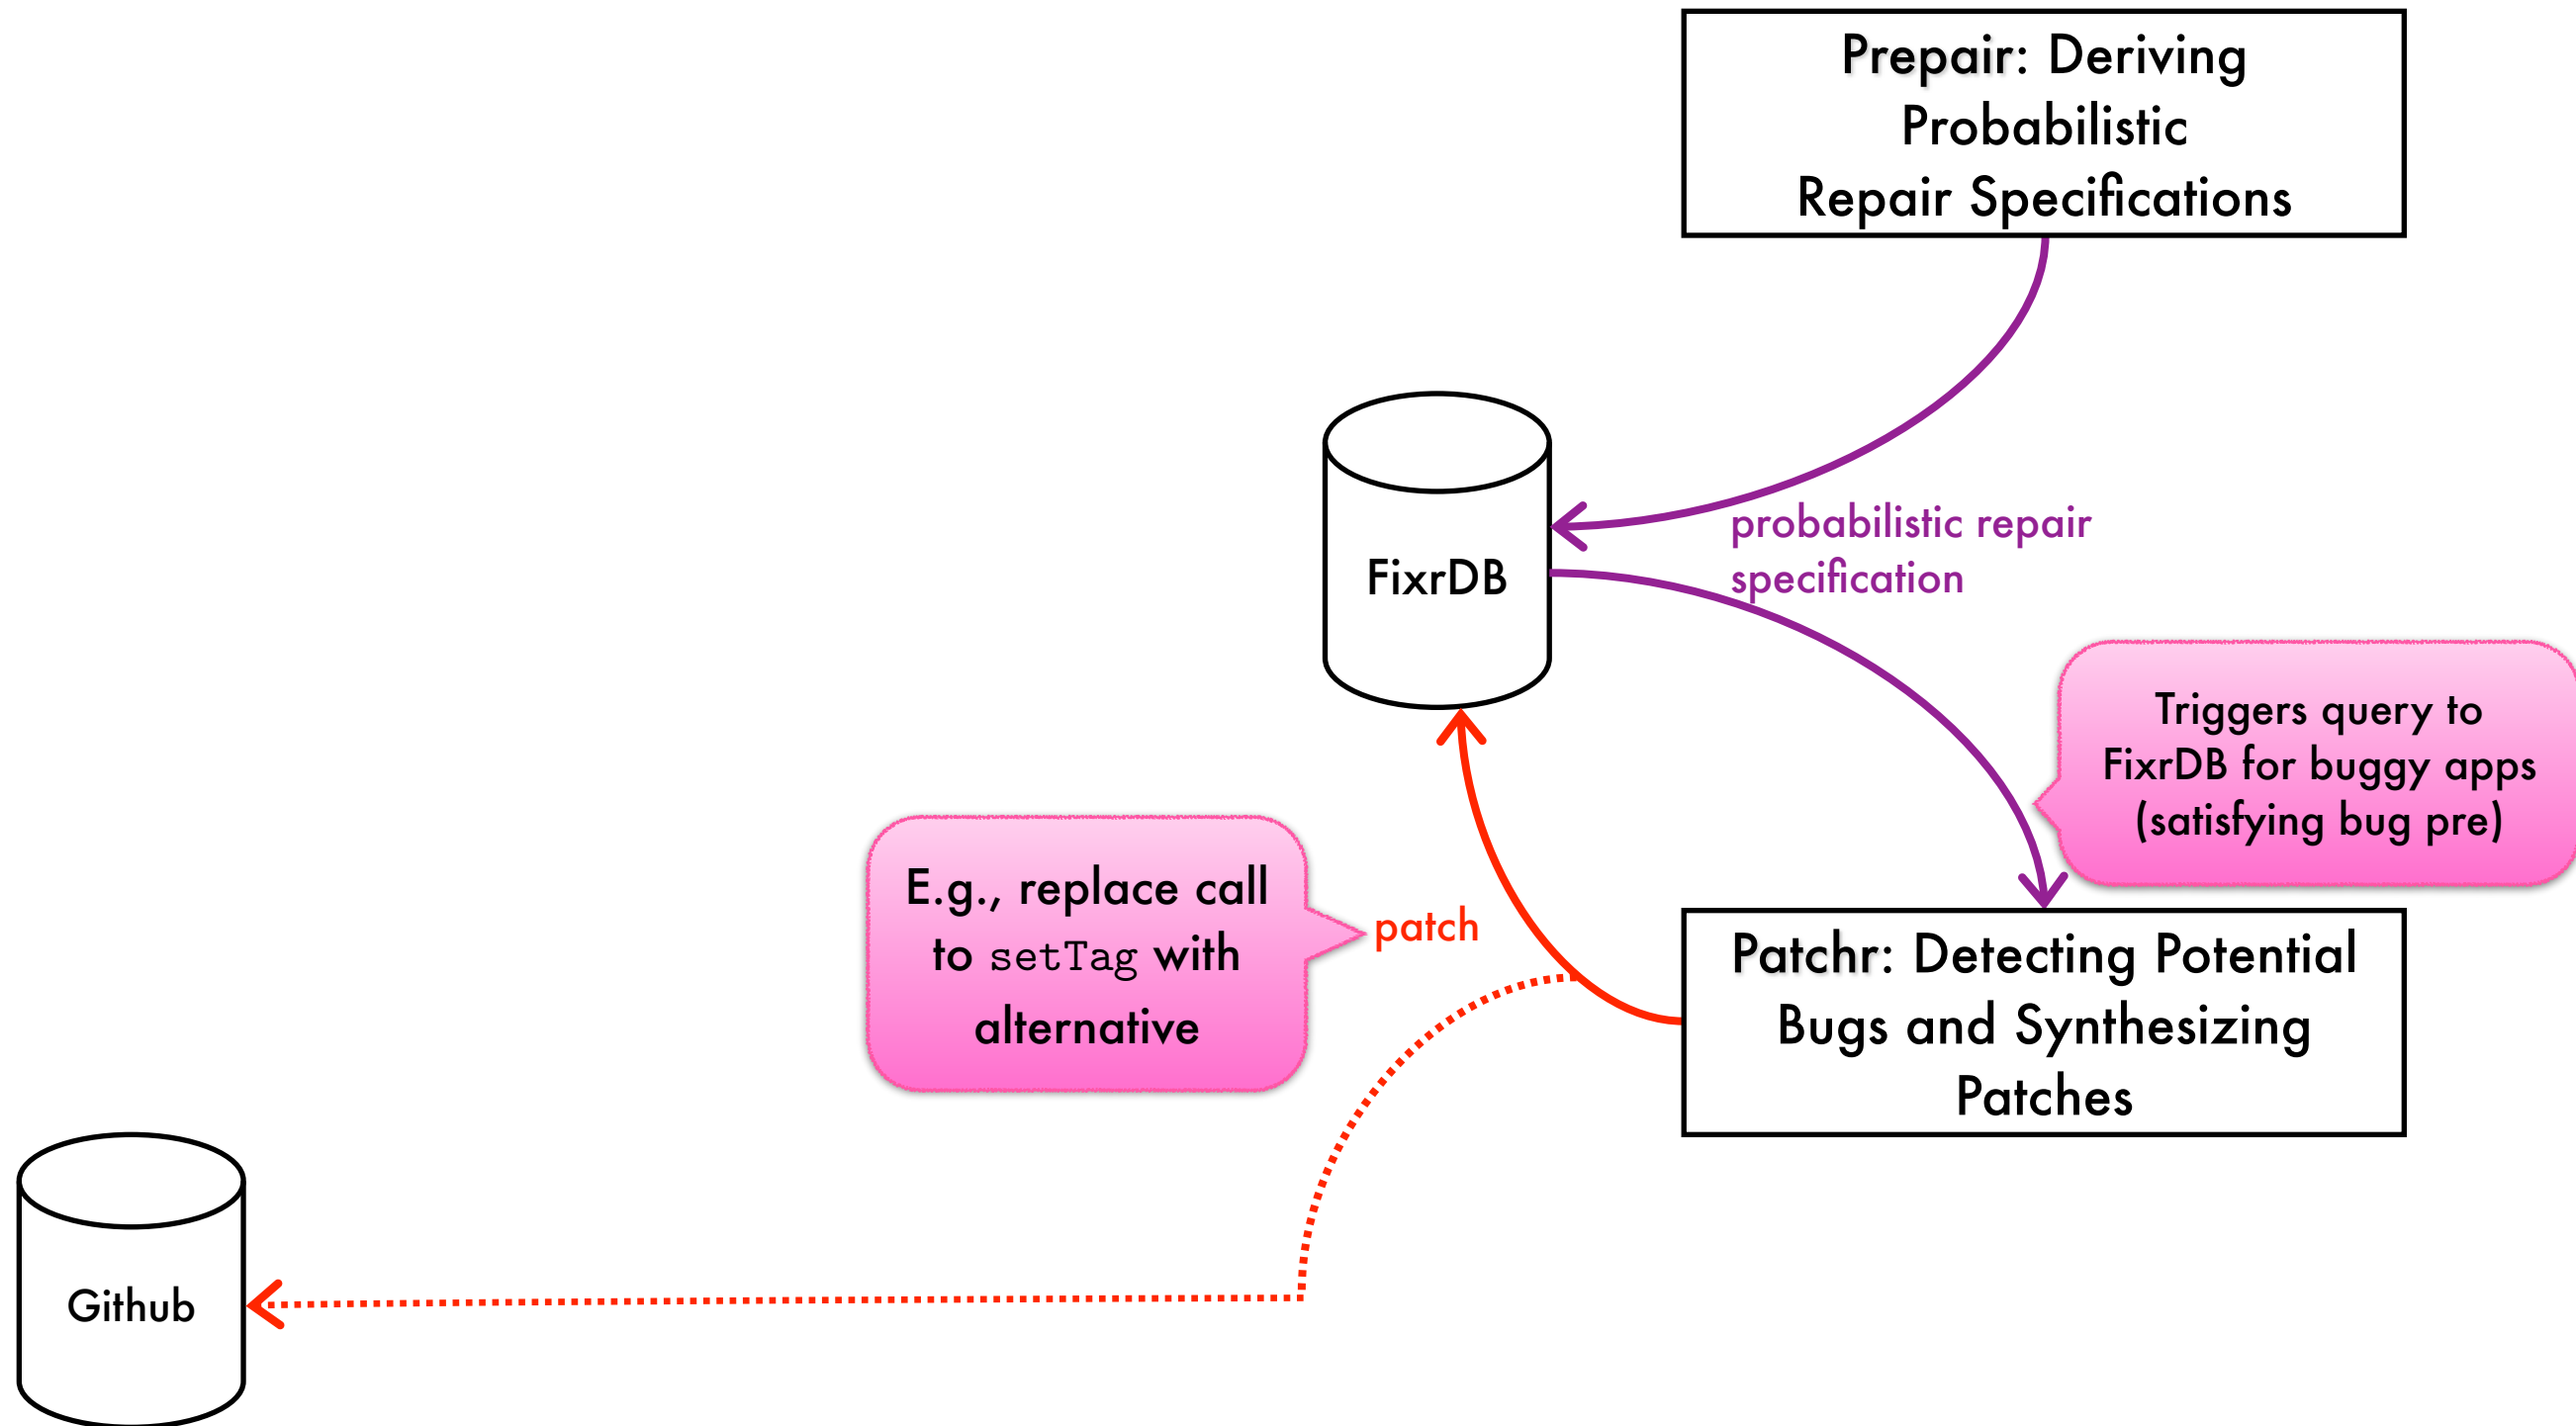 Prepair: Deriving
Probabilistic
Repair Specifications
probabilistic repair
specification
FixrDB
Triggers query to
FixrDB for buggy apps
(satisfying bug pre)
E.g., replace call
to setTag with
alternative
patch
Patchr: Detecting Potential
Bugs and Synthesizing
Patches
Github